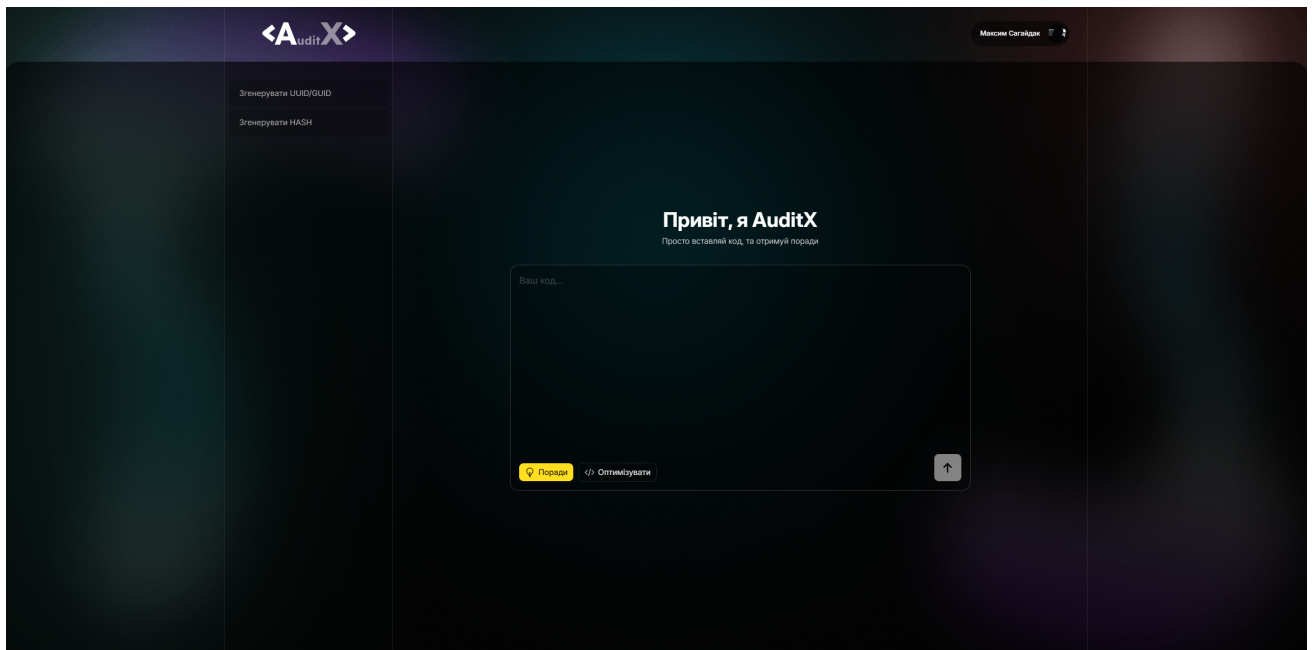 <AuditX>
Максим Сагайдак
Згенерувати UUID/GUID
Згенерувати HASH
Привіт, я AuditX
Просто вставляй код, та отримуй поради
Ваш код...
Поради
</> Оптимізувати